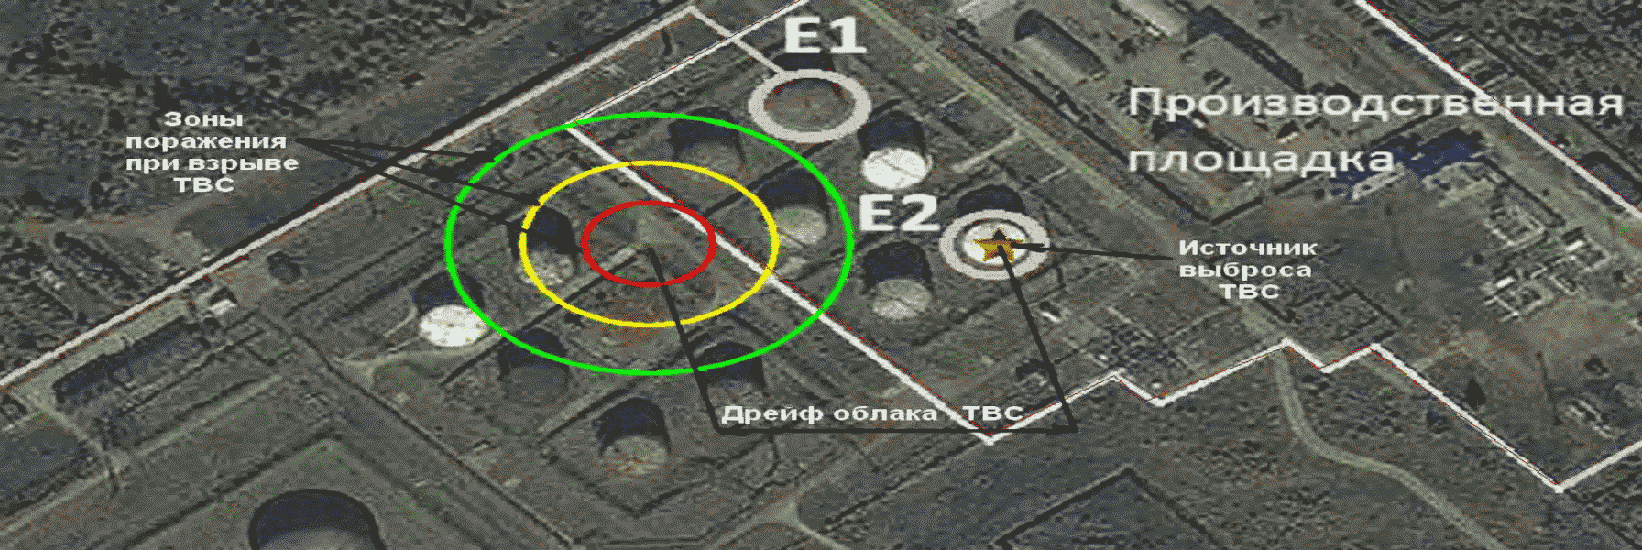 E1
Зоны
поражения
при взрыве
ТВС
Производственная
площадка
E2
Источник
выброса
ТВС
Дрейф облака ТВС